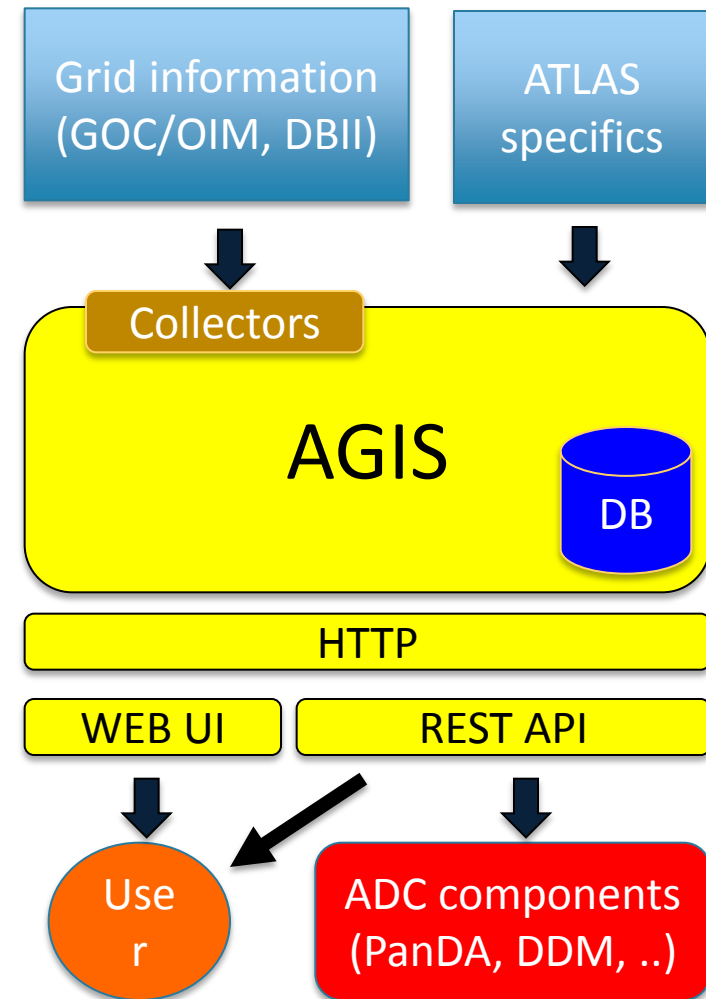 Grid information
(GOC/OIM, DBII)
ATLAS
specifics
Collectors
AGIS
DB
HTTP
WEB UI
REST API
Use
r
ADC components
(PanDA, DDM, ..)